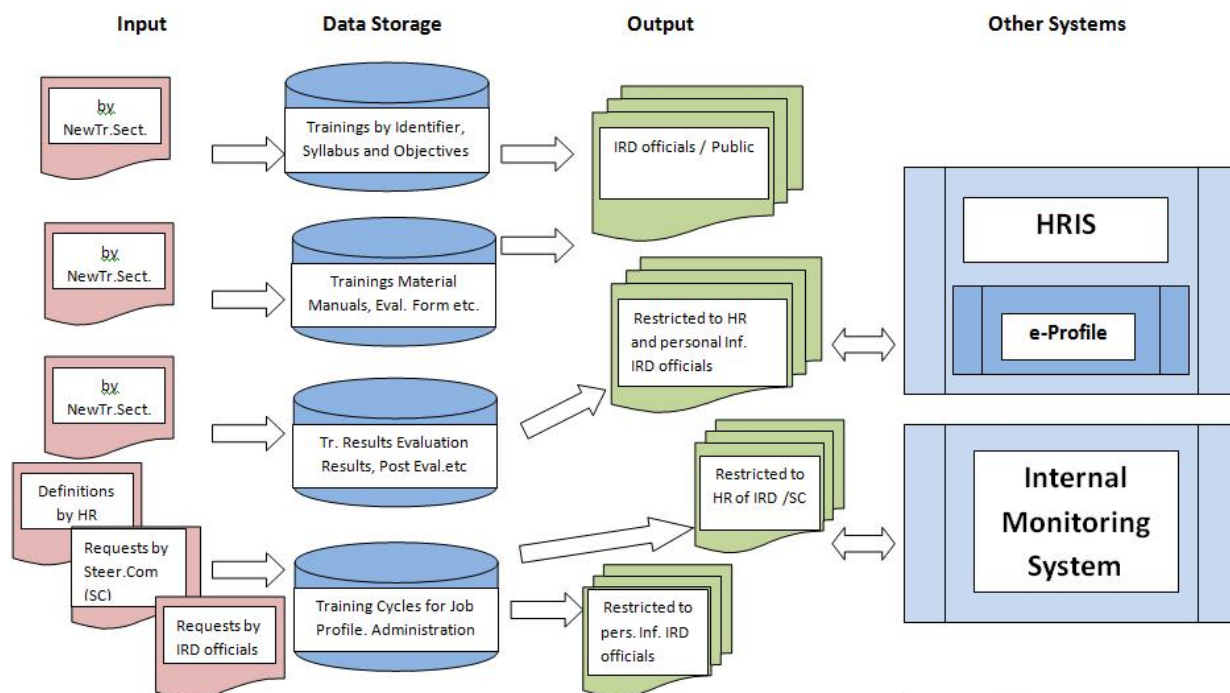 Input
Data Storage
Output
Other Systems
by
NewTr.Sect.
Trainings by Identifier,
Syllabus and Objectives
IRD officials / Public
by
NewTr.Sect.
Trainings Material
Manuals, Eval. Form etc.
Restricted to HR
and personal Inf.
IRD officials
HRIS
e-Profile
by
NewTr.Sect.
Tr. Results Evaluation
Results, Post Eval.etc
Restricted to
HR of IRD /SC
Internal
Monitoring
System
Definitions
by HR
Requests by
Steer.Com
(SC)
Requests by
IRD officials
Training Cycles for Job
Profile. Administration
Restricted to
pers. Inf. IRD
officials